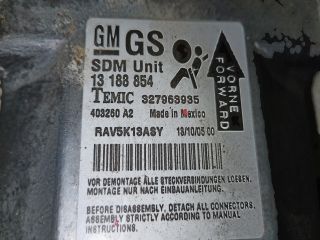 GM GS
SDM Unit
13 188 854
TEMIC 327963935
403260 A2 Made in Mexico
RAV5K13ASY 13/10/05 00
VORNE
FORWARD
VOR DEMONTAGE ÄLLE STECKVERBINDUNGEN LOESEN.
MONTAGE NUR NACH EINBAUANLEITUNG.
BEFORE DISASSEMBLY, DETACH ALL CONNECTORS.
ASSEMBLY STRICTLY ACCORDING TO MANUAL
INSTRUCTIONS.